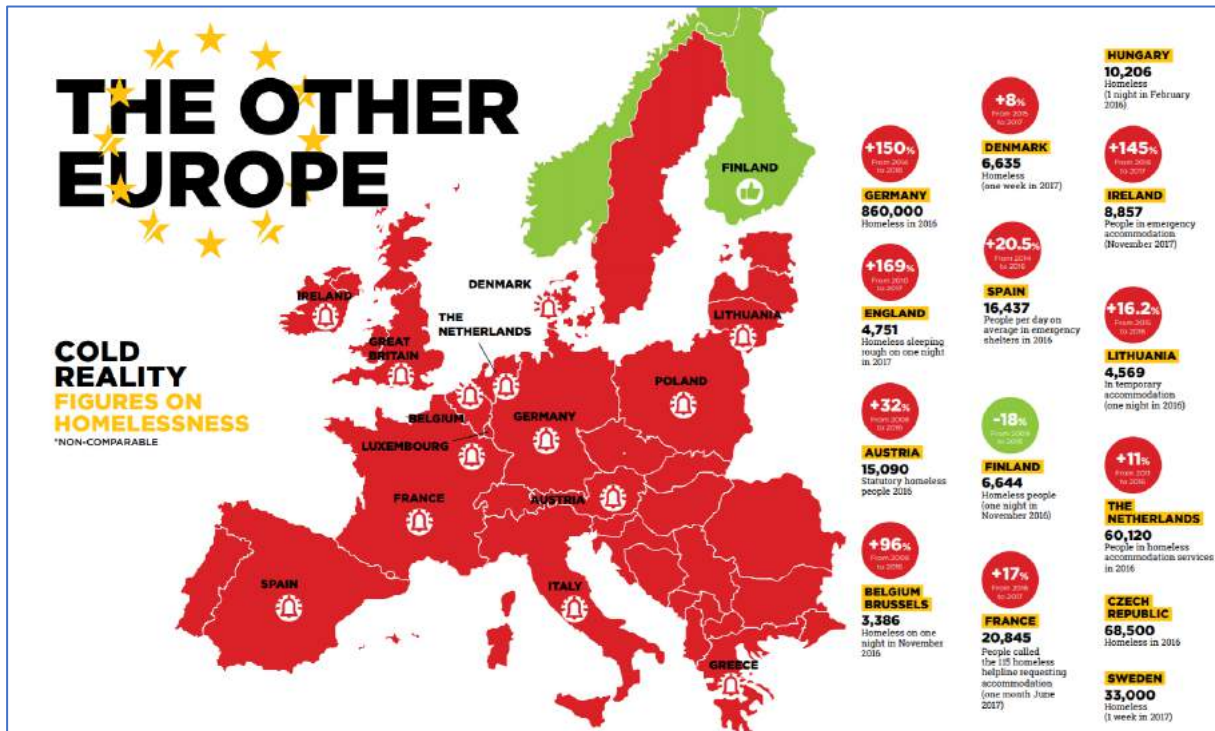 THE OTHER
EUROPE
COLD
REALITY
FIGURES ON
HOMELESSNESS
*NON-COMPARABLE
FINLAND
DENMARK
THE
NETHERLANDS
IRELAND
GREAT
BRITAIN
LITHUANIA
POLAND
BELGIUM
GERMANY
LUXEMBOURG
FRANCE
AUSTRIA
SPAIN
ITALY
GREECE
+150%
GERMANY
860,000
Homeless in 2016
+169%
ENGLAND
4,751
Homeless sleeping
rough on one night
in 2017
+32%
AUSTRIA
15,090
Statutory homeless
people 2016
+96%
BELGIUM
BRUSSELS
3,386
Homeless on one
night in November
2016
+8%
From 2015
to 2017
DENMARK
6,635
Homeless
(one week in 2017)
+20.5%
From 2014
to 2016
SPAIN
16,437
People per day on
average in emergency
shelters in 2016
-18%
FINLAND
6,644
Homeless people
(one night in
November 2016)
+17%
FRANCE
20,845
People called
the 115 homeless
helpline requesting
accommodation
(one month June
2017)
HUNGARY
10,206
Homeless
(1 night in February
2016)
+145%
IRELAND
8,857
People in emergency
accommodation
(November 2017)
+16.2%
LITHUANIA
4,569
In temporary
accommodation
(one night in 2016)
+11%
THE
NETHERLANDS
60,120
People in homeless
accommodation services
in 2016
CZECH
REPUBLIC
68,500
Homeless in 2016
SWEDEN
33,000
Homeless
(1 week in 2017)